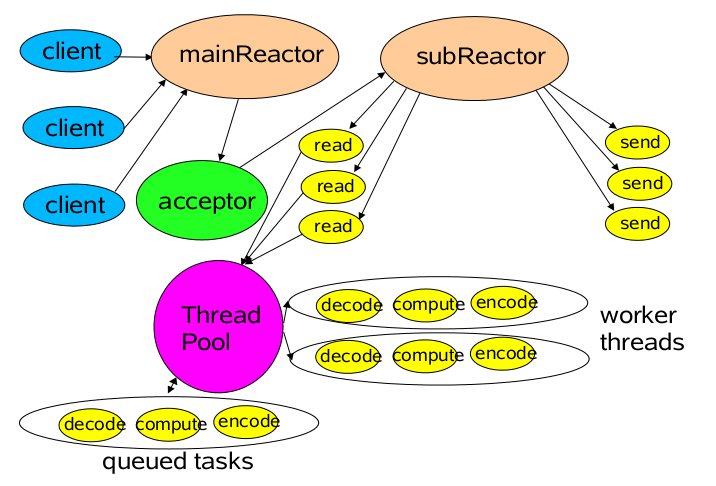 client
mainReactor
subReactor
client
read
send
read
send
client
acceptor
read
send
Thread
Pool
decode compute encode
decode compute encode
worker
threads
decode compute encode
queued tasks